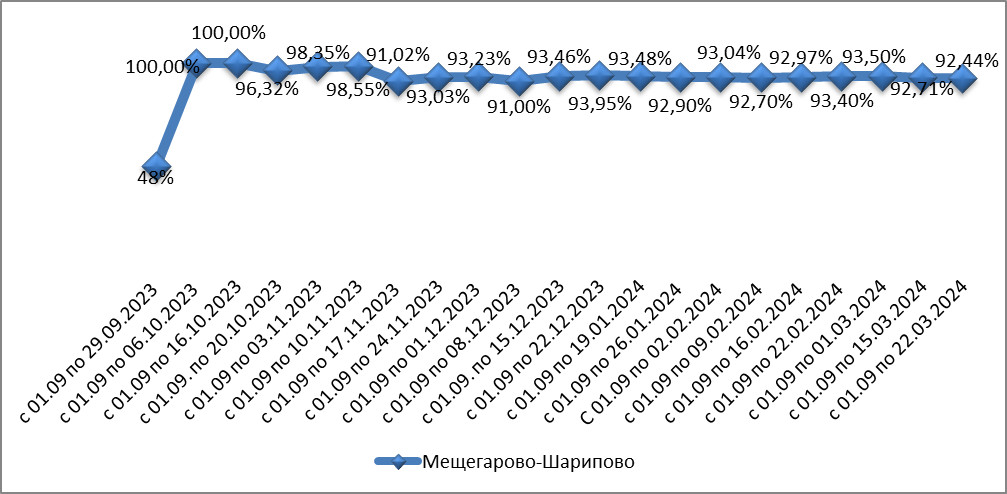 100,00%
98,35%
91,02%
93,23%
93,46%
93,48%
93,04%
92,97%
93,50%
92,44%
100,00%
96,32%
98,55%
93,03%
91,00%
93,95%
92,90%
92,70%
93,40%
92,71%
48%
с 01.09 по 29.09.2023
с 01.09 по 06.10.2023
с 01.09 по 16.10.2023
с 01.09. по 20.10.2023
с 01.09 по 03.11.2023
с 01.09 по 10.11.2023
с 01.09 по 17.11.2023
с 01.09 по 24.11.2023
с 01.09 по 01.12.2023
с 01.09 по 08.12.2023
с 01.09. по 15.12.2023
с 01.09 по 22.12.2023
с 01.09 по 19.01.2024
с 01.09 по 26.01.2024
С 01.09 по 02.02.2024
с 01.09 по 09.02.2024
с 01.09 по 16.02.2024
с 01.09 по 22.02.2024
с 01.09 по 01.03.2024
с 01.09 по 15.03.2024
с 01.09 по 22.03.2024
Мещегарово-Шарипово